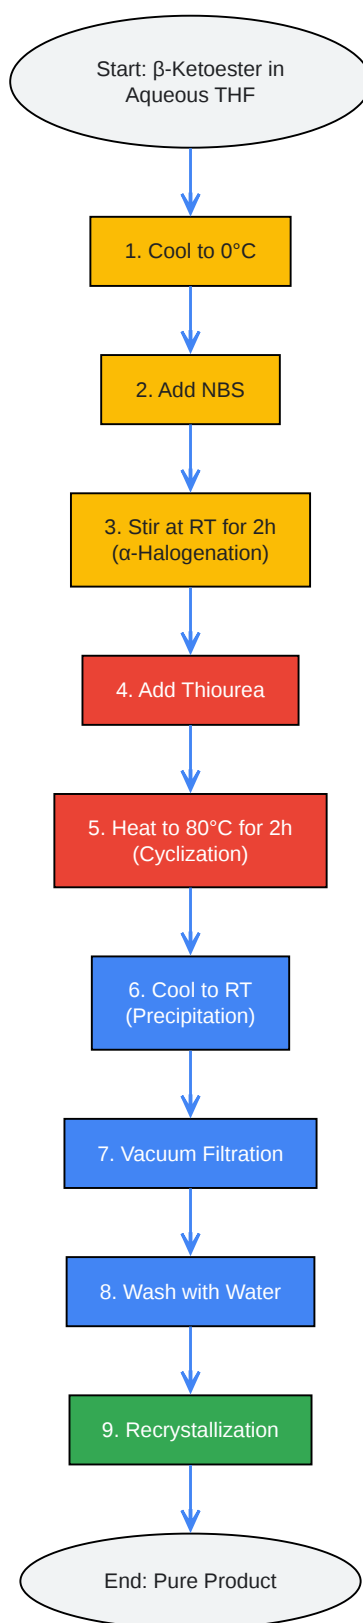 Start: β-Ketoester in
Aqueous THF
1. Cool to 0°C
2. Add NBS
3. Stir at RT for 2h
(α-Halogenation)
4. Add Thiourea
5. Heat to 80°C for 2h
(Cyclization)
6. Cool to RT
(Precipitation)
7. Vacuum Filtration
8. Wash with Water
9. Recrystallization
End: Pure Product